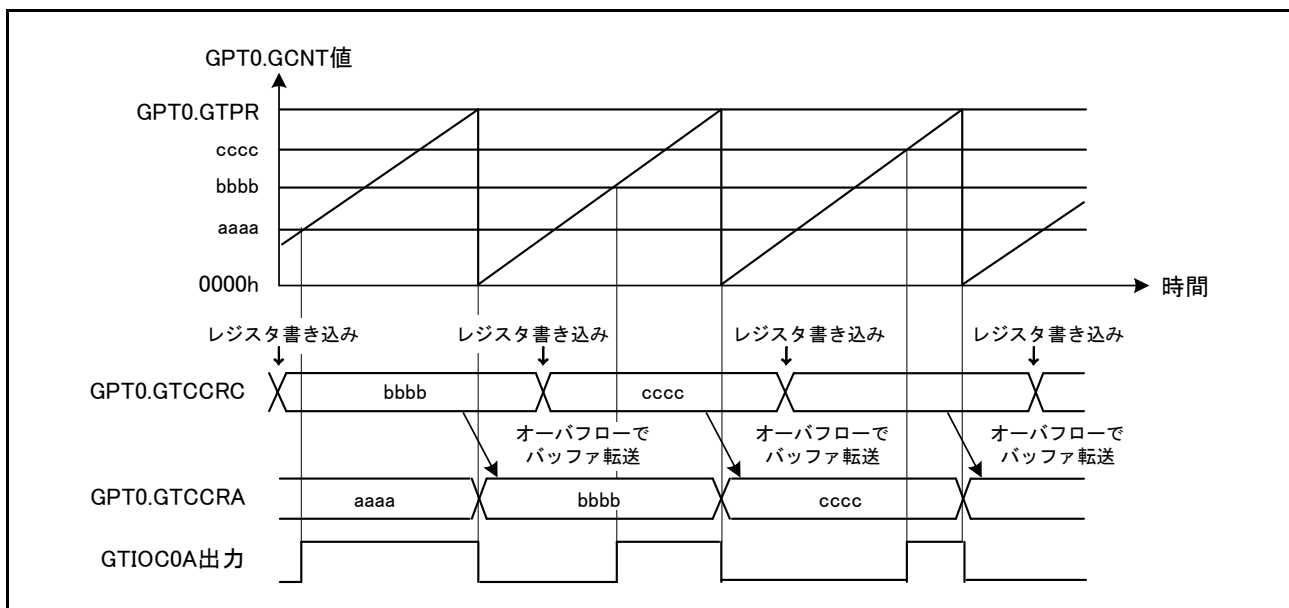 GPT0.GCNT値
GPT0.GTPR
cccc
bbbb
aaaa
0000h
時間
レジスタ書き込み
レジスタ書き込み
レジスタ書き込み
レジスタ書き込み
GPT0.GTCCRC
bbbb
cccc
オーバフローで
バッファ転送
オーバフローで
バッファ転送
オーバフローで
バッファ転送
GPT0.GTCCRA
aaaa
bbbb
cccc
GTIOC0A出力